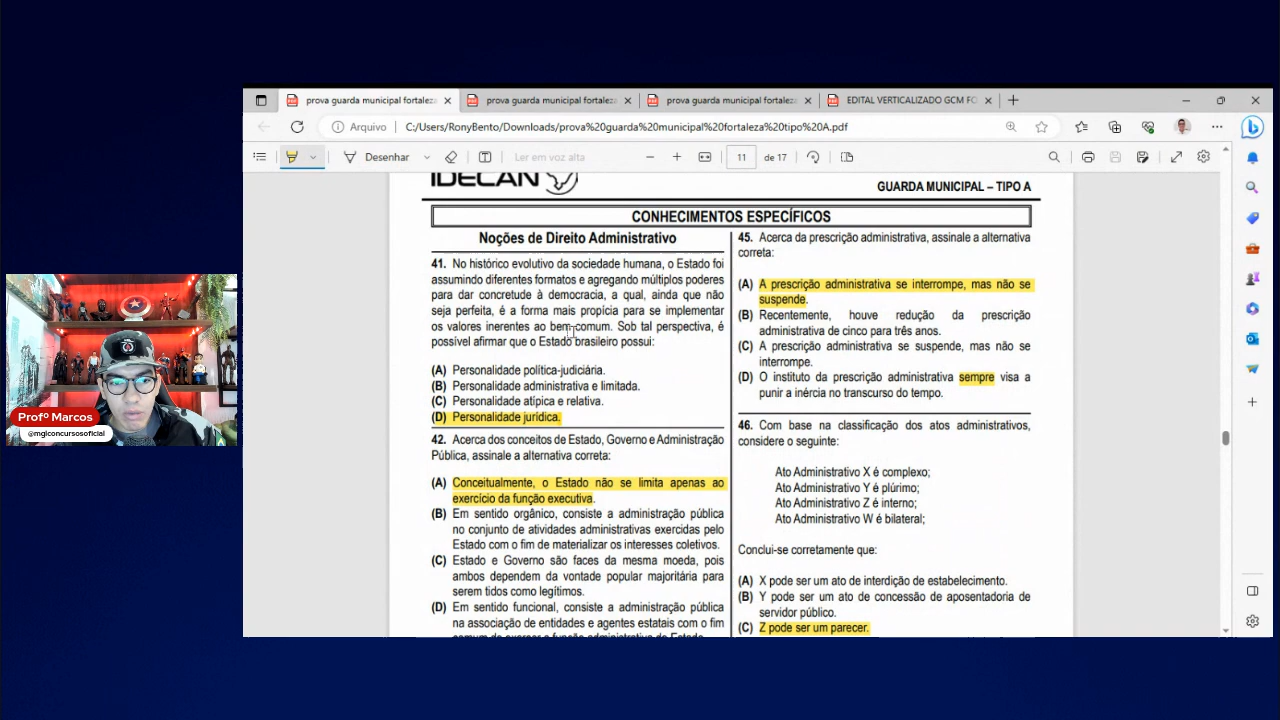 prova guarda municipal fortaleza
prova guarda municipal fortaleza
prova guarda municipal fortaleza
EDITAL VERTICALIZADO GCM FO
Arquivo
C:/Users/RonyBento/Downloads/prova%20guarda%20municipal%20fortaleza%20tipo%20A.pdf
Desenhar
Ler em voz alta
11
de 17
IDECAN
GUARDA MUNICIPAL – TIPO A
CONHECIMENTOS ESPECÍFICOS
Noções de Direito Administrativo
41. No histórico evolutivo da sociedade humana, o Estado foi
assumindo diferentes formatos e agregando múltiplos poderes
para dar concretude à democracia, a qual, ainda que não
seja perfeita, é a forma mais propícia para se implementar
os valores inerentes ao bem comum. Sob tal perspectiva, é
possível afirmar que o Estado brasileiro possui:
(A) Personalidade política-judiciária.
(B) Personalidade administrativa e limitada.
(C) Personalidade atípica e relativa.
(D) Personalidade jurídica.
42. Acerca dos conceitos de Estado, Governo e Administração
Pública, assinale a alternativa correta:
(A) Conceitualmente, o Estado não se limita apenas ao
exercício da função executiva.
(B) Em sentido orgânico, consiste a administração pública
no conjunto de atividades administrativas exercidas pelo
Estado com o fim de materializar os interesses coletivos.
(C) Estado e Governo são faces da mesma moeda, pois
ambos dependem da vontade popular majoritária para
serem tidos como legítimos.
(D) Em sentido funcional, consiste a administração pública
na associação de entidades e agentes estatais com o fim
comum de exercer a função administrativa do Estado.
45. Acerca da prescrição administrativa, assinale a alternativa
correta:
(A) A prescrição administrativa se interrompe, mas não se
suspende.
(B) Recentemente, houve redução da prescrição
administrativa de cinco para três anos.
(C) A prescrição administrativa se suspende, mas não se
interrompe.
(D) O instituto da prescrição administrativa sempre visa a
punir a inércia no transcurso do tempo.
46. Com base na classificação dos atos administrativos,
considere o seguinte:
Ato Administrativo X é complexo;
Ato Administrativo Y é plúrimo;
Ato Administrativo Z é interno;
Ato Administrativo W é bilateral;
Conclui-se corretamente que:
(A) X pode ser um ato de interdição de estabelecimento.
(B) Y pode ser um ato de concessão de aposentadoria de
servidor público.
(C) Z pode ser um parecer.
Profº Marcos
@mglconcursosoficial